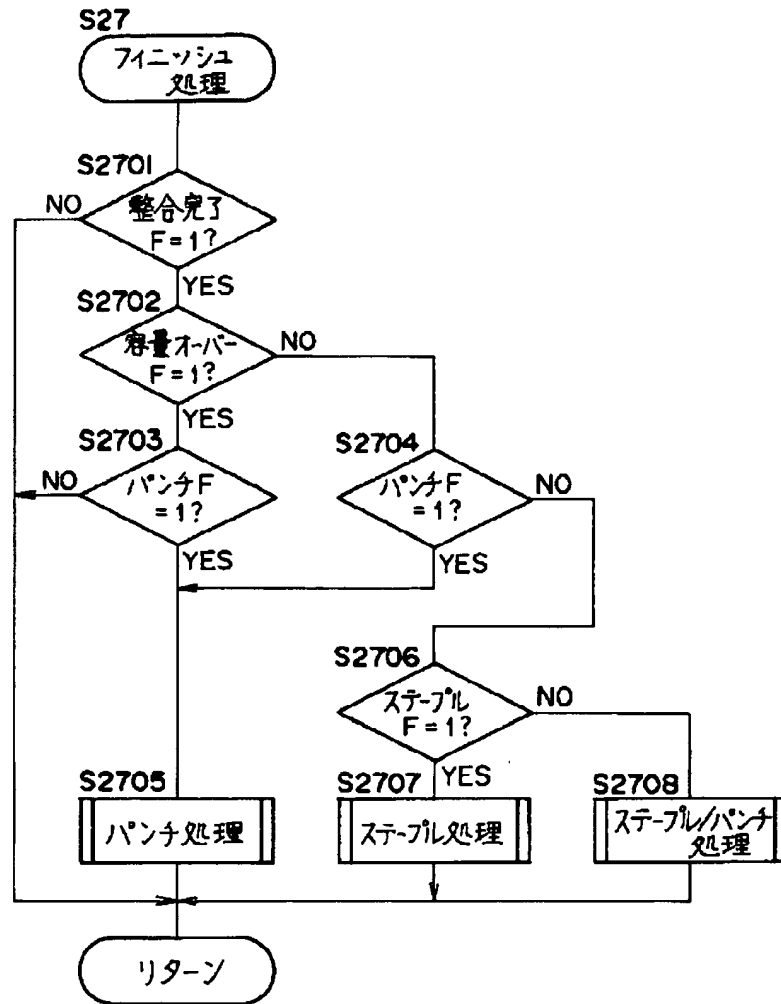 S27
フィニッシュ
処理
S2701
NO
整合完了
F=1?
YES
S2702
容量オーバー
F=1?
NO
YES
S2703
NO
パンチF
=1?
YES
S2704
パンチF
=1?
NO
YES
S2706
ステープル
F=1?
NO
YES
S2705
パンチ処理
S2707
ステープル処理
S2708
ステープル/パンチ
処理
リターン